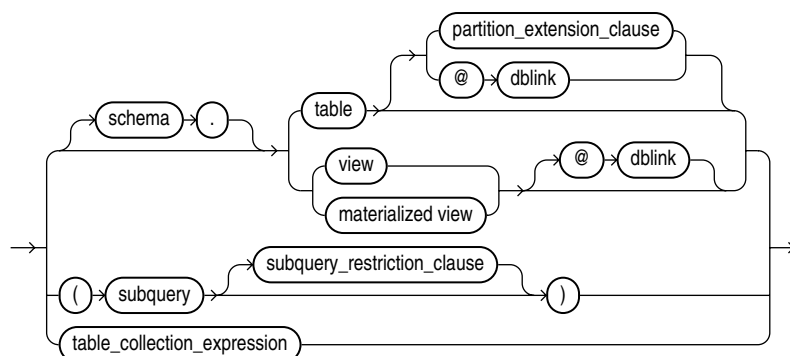 partition_extension_clause
@ dblink
schema . table
view @ dblink
materialized view
( subquery subquery_restriction_clause )
table_collection_expression